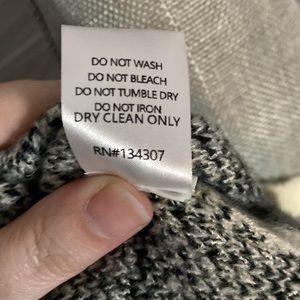 DO NOT WASH
DO NOT BLEACH
DO NOT TUMBLE DRY
DO NOT IRON
DRY CLEAN ONLY
RN#134307